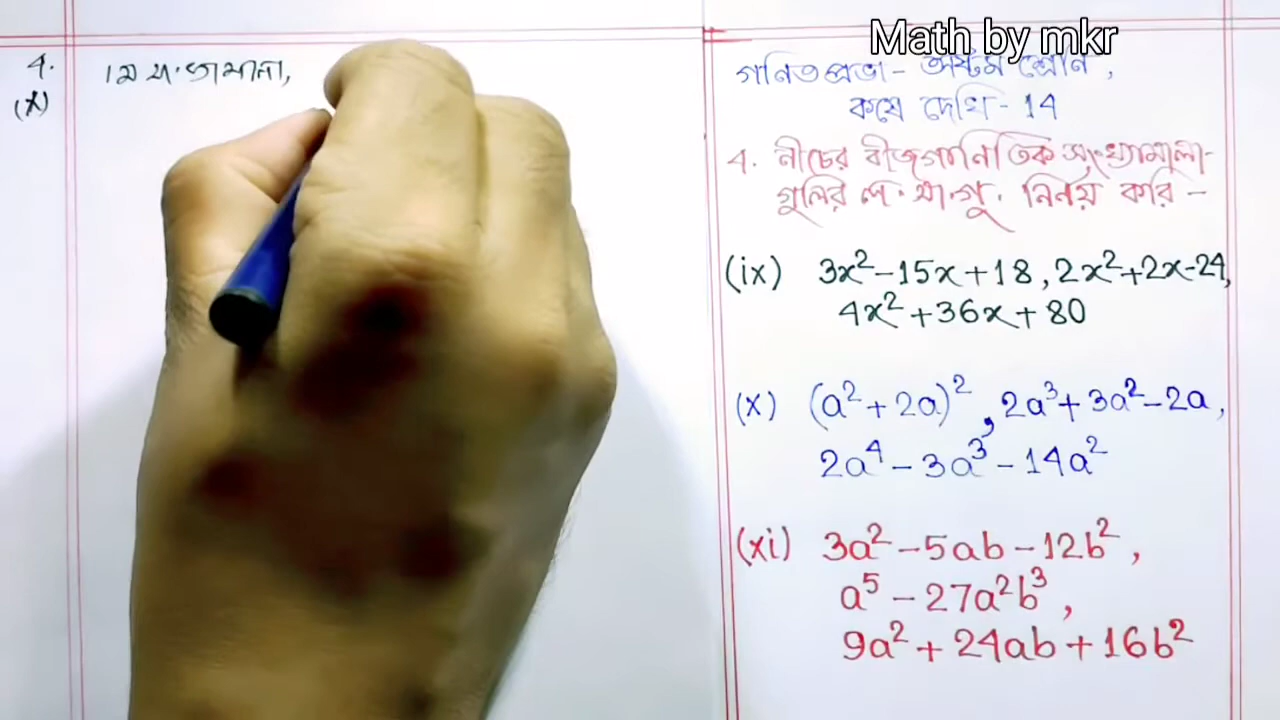 Math by mkr
4.
(x)
১ম সংখ্যামালা,
গণিতপ্রভা - অষ্টম শ্রেণি,
কষে দেখি - 14
4. নীচের বীজগাণিতিক সংখ্যামালা-
গুলির ল.সা.গু. নির্ণয় করি -
(ix) 3x² - 15x + 18, 2x² + 2x - 24,
4x² + 36x + 80
(x) (a² + 2a)², 2a³ + 3a² - 2a,
2a⁴ - 3a³ - 14a²
(xi) 3a² - 5ab - 12b²,
a⁵ - 27a²b³,
9a² + 24ab + 16b²